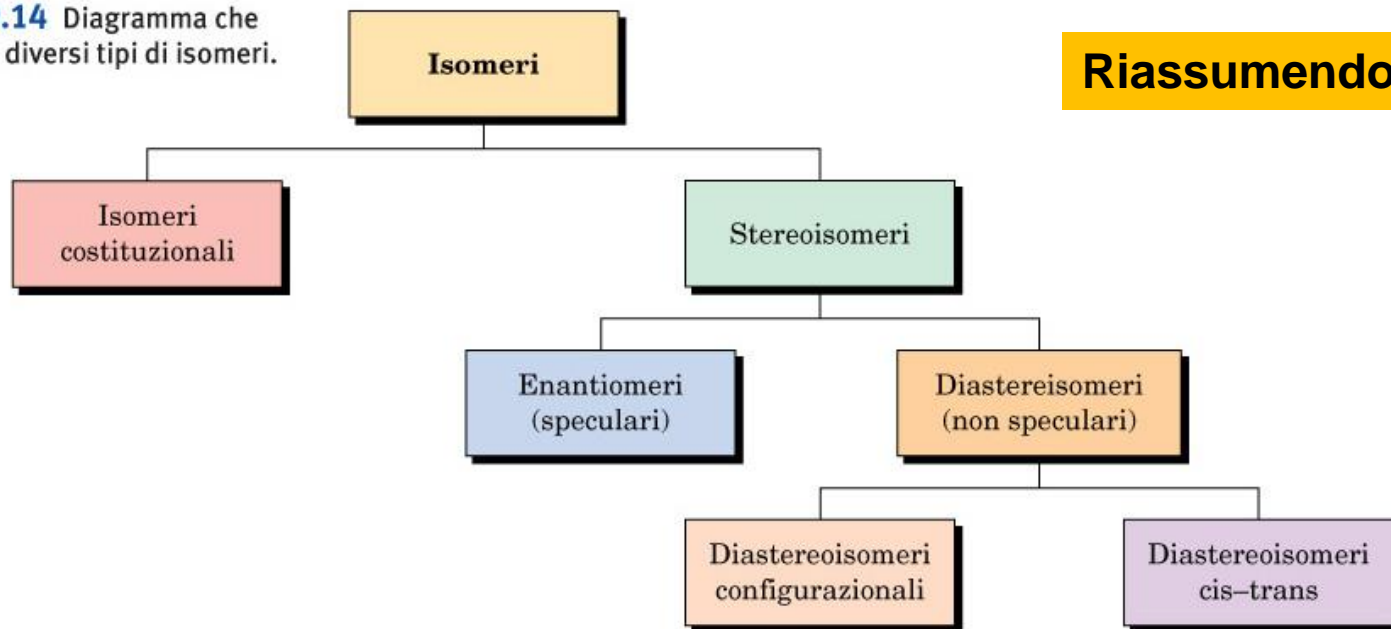 .14 Diagramma che
diversi tipi di isomeri.
Isomeri
Riassumendo
Isomeri
costituzionali
Stereoisomeri
Enantiomeri
(speculari)
Diastereisomeri
(non speculari)
Diastereoisomeri
configurazionali
Diastereoisomeri
cis–trans